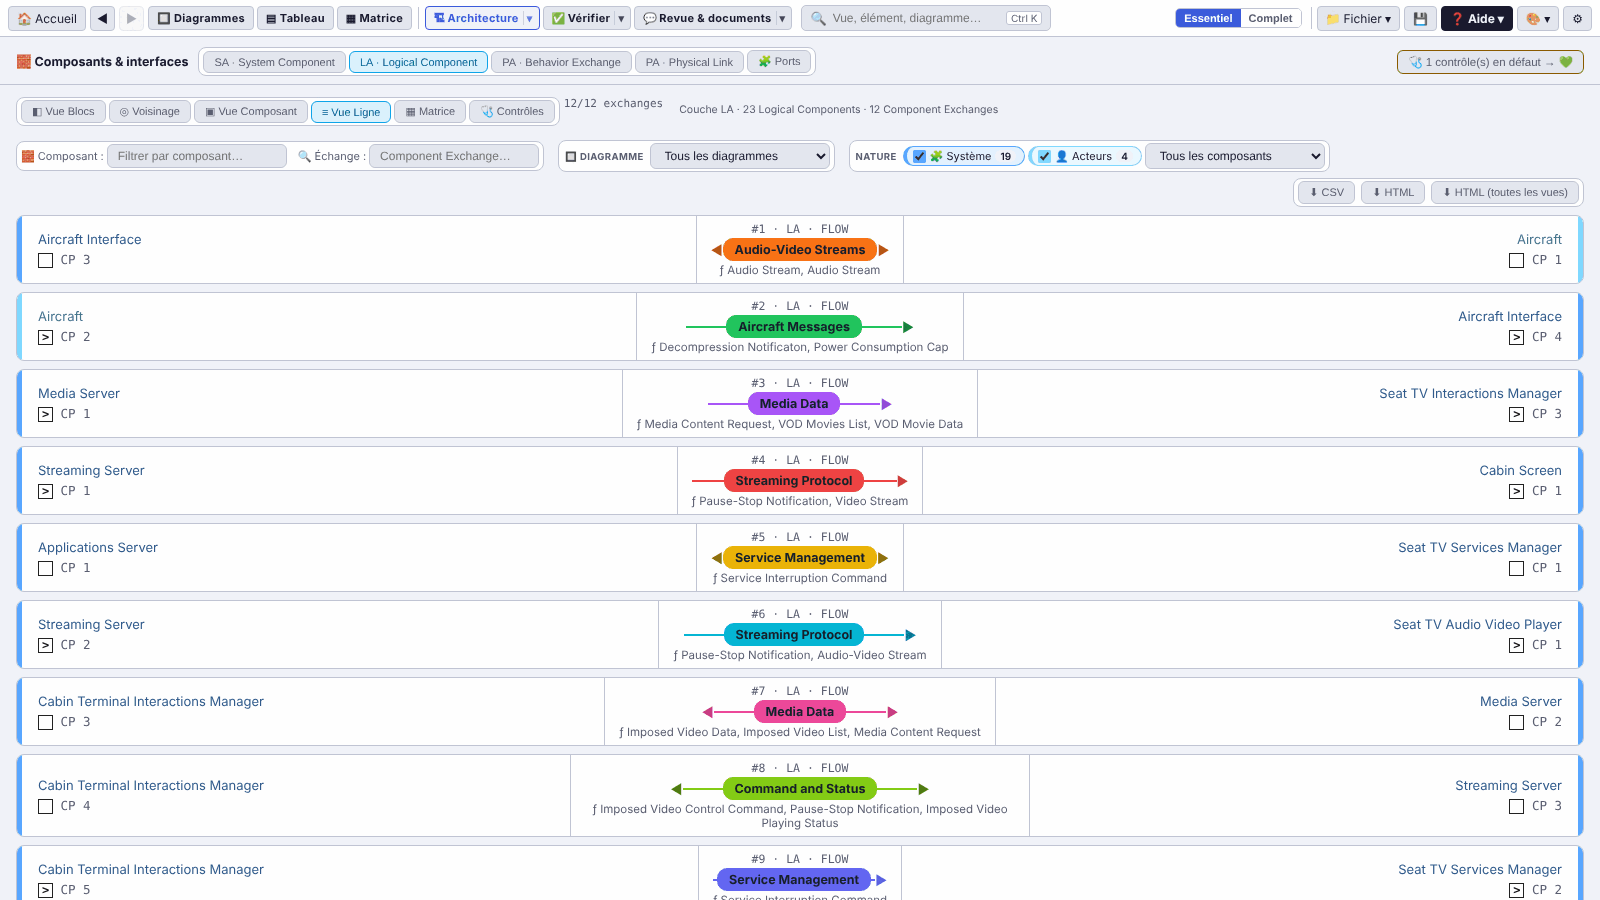 🏠 Accueil ◀ ▶ 🔲 Diagrammes ▤ Tableau ▦ Matrice 🏗 Architecture ▾ ✅ Vérifier ▾ 💬 Revue & documents ▾ 🔍 Vue, élément, diagramme… Ctrl K Essentiel Complet 📁 Fichier ▾ 💾 ❓ Aide ▾ 🎨 ▾ ⚙
🧱 Composants & interfaces SA · System Component LA · Logical Component PA · Behavior Exchange PA · Physical Link 🧩 Ports 🩺 1 contrôle(s) en défaut → 💚
◧ Vue Blocs ◎ Voisinage ▣ Vue Composant ≡ Vue Ligne ▦ Matrice 🩺 Contrôles 12/12 exchanges Couche LA · 23 Logical Components · 12 Component Exchanges
🧱 Composant : Filtrer par composant… 🔍 Échange : Component Exchange… 🔲 DIAGRAMME Tous les diagrammes NATURE 🧩 Système 19 👤 Acteurs 4 Tous les composants
⬇ CSV ⬇ HTML ⬇ HTML (toutes les vues)
#1 · LA · FLOW
Aircraft Interface Audio-Video Streams Aircraft
CP 3 ƒ Audio Stream, Audio Stream CP 1
#2 · LA · FLOW
Aircraft Aircraft Messages Aircraft Interface
> CP 2 ƒ Decompression Notificaton, Power Consumption Cap > CP 4
#3 · LA · FLOW
Media Server Media Data Seat TV Interactions Manager
> CP 1 ƒ Media Content Request, VOD Movies List, VOD Movie Data > CP 3
#4 · LA · FLOW
Streaming Server Streaming Protocol Cabin Screen
> CP 1 ƒ Pause-Stop Notification, Video Stream > CP 1
#5 · LA · FLOW
Applications Server Service Management Seat TV Services Manager
CP 1 ƒ Service Interruption Command CP 1
#6 · LA · FLOW
Streaming Server Streaming Protocol Seat TV Audio Video Player
> CP 2 ƒ Pause-Stop Notification, Audio-Video Stream > CP 1
#7 · LA · FLOW
Cabin Terminal Interactions Manager Media Data Media Server
CP 3 ƒ Imposed Video Data, Imposed Video List, Media Content Request CP 2
#8 · LA · FLOW
Cabin Terminal Interactions Manager Command and Status Streaming Server
CP 4 ƒ Imposed Video Control Command, Pause-Stop Notification, Imposed Video CP 3
Playing Status
#9 · LA · FLOW
Cabin Terminal Interactions Manager Service Management Seat TV Services Manager
> CP 5 ƒ Service Interruption Command > CP 2